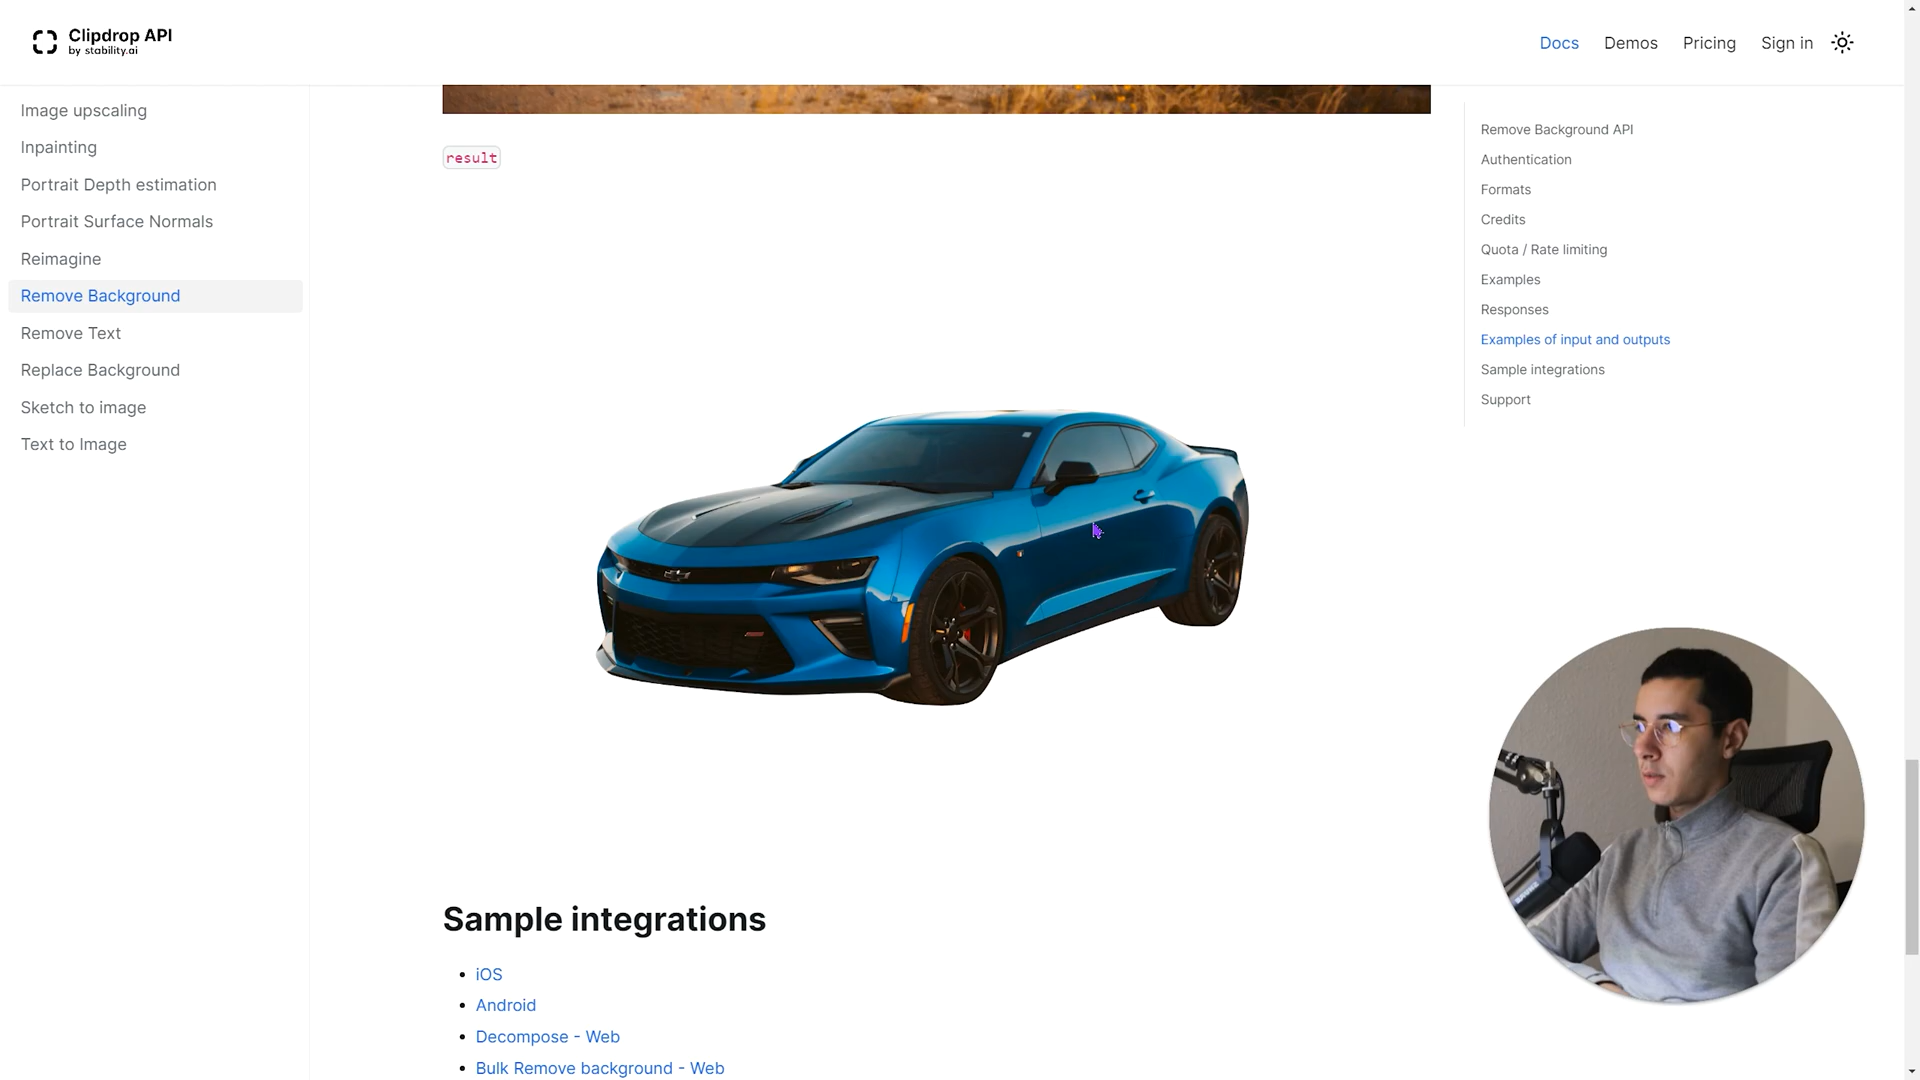 Clipdrop API
by stability.ai
Docs
Demos
Pricing
Sign in
Image upscaling
Inpainting
Portrait Depth estimation
Portrait Surface Normals
Reimagine
Remove Background
Remove Text
Replace Background
Sketch to image
Text to Image
result
Sample integrations
iOS
Android
Decompose - Web
Bulk Remove background - Web
Remove Background API
Authentication
Formats
Credits
Quota / Rate limiting
Examples
Responses
Examples of input and outputs
Sample integrations
Support